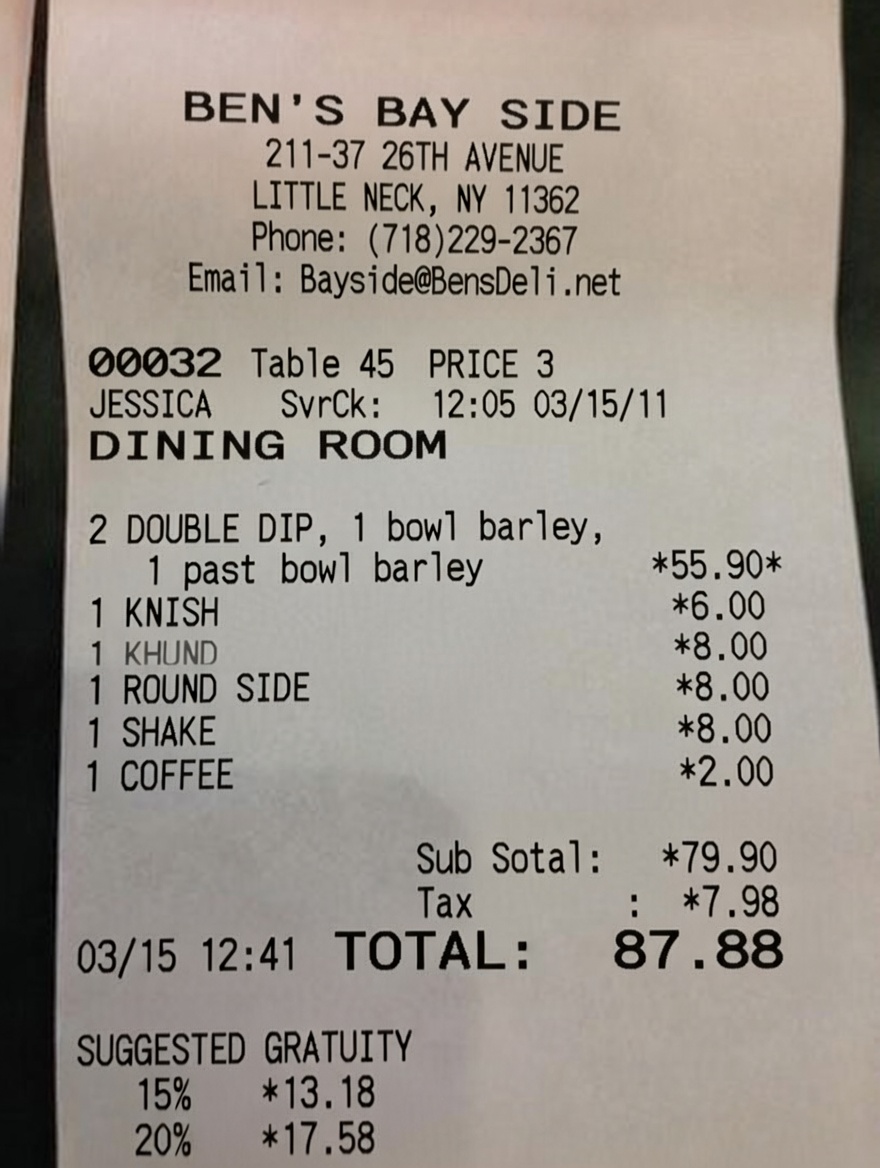 BEN'S BAY SIDE
211-37 26TH AVENUE
LITTLE NECK, NY 11362
Phone: (718)229-2367
Email: Bayside@BensDeli.net
00032 Table 45 PRICE 3
JESSICA SvrCk: 12:05 03/15/11
DINING ROOM
2 DOUBLE DIP, 1 bowl barley,
1 past bowl barley *55.90*
1 KNISH *6.00
1 KHUND *8.00
1 ROUND SIDE *8.00
1 SHAKE *8.00
1 COFFEE *2.00
Sub Sotal: *79.90
Tax : *7.98
03/15 12:41 TOTAL: 87.88
SUGGESTED GRATUITY
15% *13.18
20% *17.58